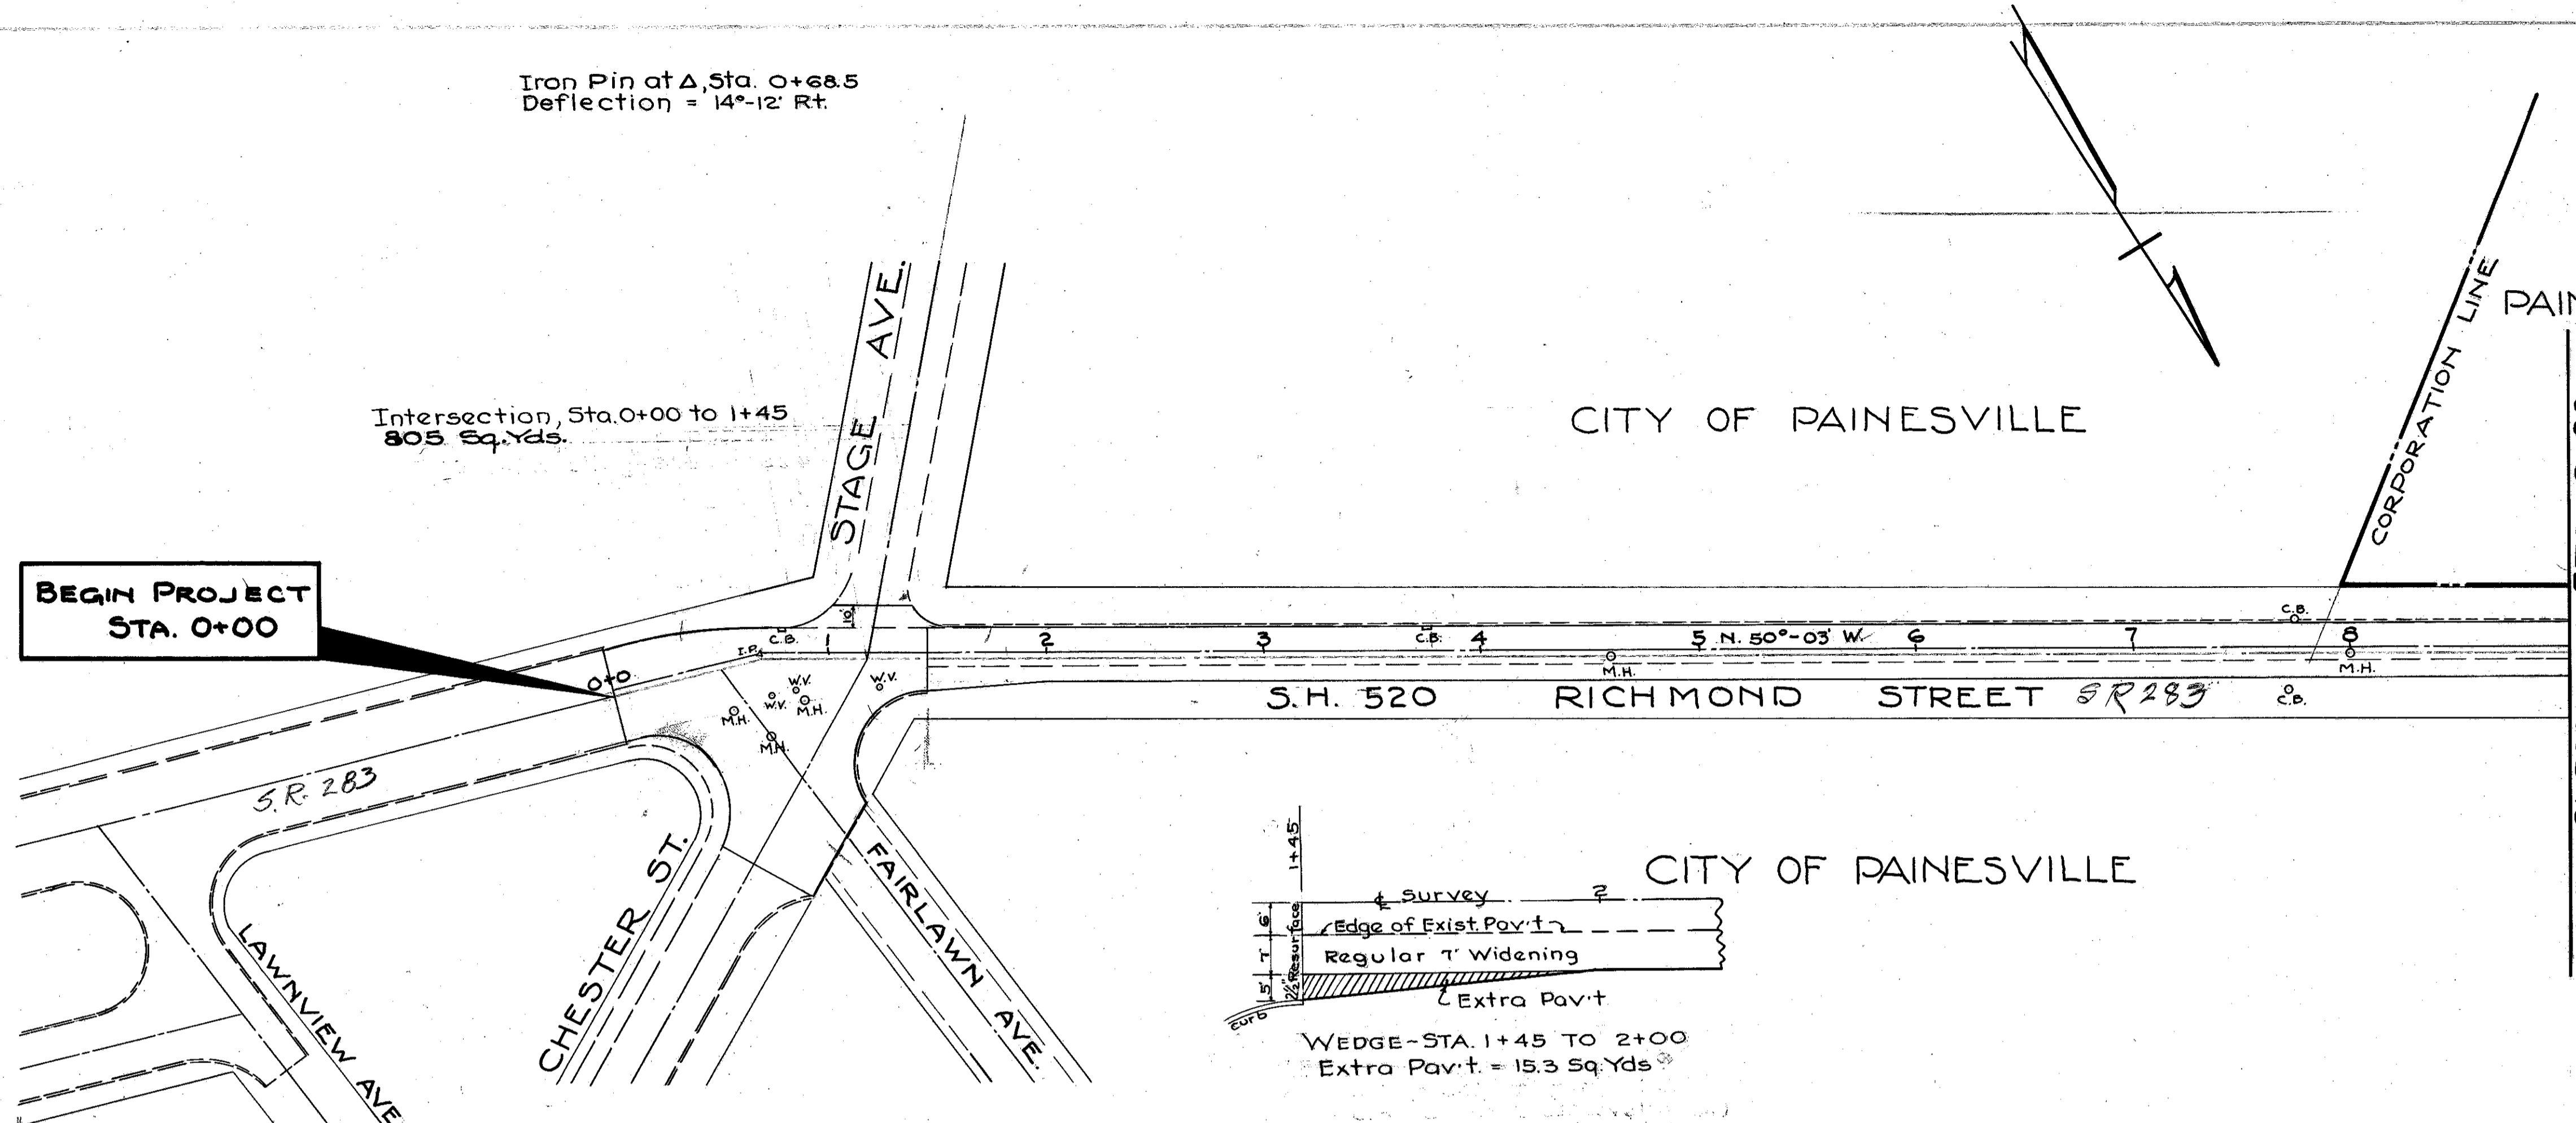 Iron Pin at Δ, Sta. 0+68.5
Deflection = 14°-12' Rt.
STAGE AVE.
CORPORATION LINE
PAIN
Intersection, Sta. 0+00 to 1+45
805 Sq. Yds.
CITY OF PAINESVILLE
BEGIN PROJECT
STA. 0+00
0+0
10'
C.B.
I.P.
1
2
3
C.B.
4
5
N. 50°-03' W.
6
7
C.B.
8
W.V.
W.V.
W.V.
M.H.
M.H.
M.H.
M.H.
M.H.
S.H. 520 RICHMOND STREET SR 283
C.B.
S.R. 283
CHESTER ST.
FAIRLAWN AVE.
LAWNVIEW AVE
CITY OF PAINESVILLE
1+45
℄ Survey
2
6'
Edge of Exist. Pav't
7'
Regular 7' Widening
5'
2½" Resurface
Extra Pav't
curb
WEDGE-STA. 1+45 TO 2+00
Extra Pav't. = 15.3 Sq. Yds